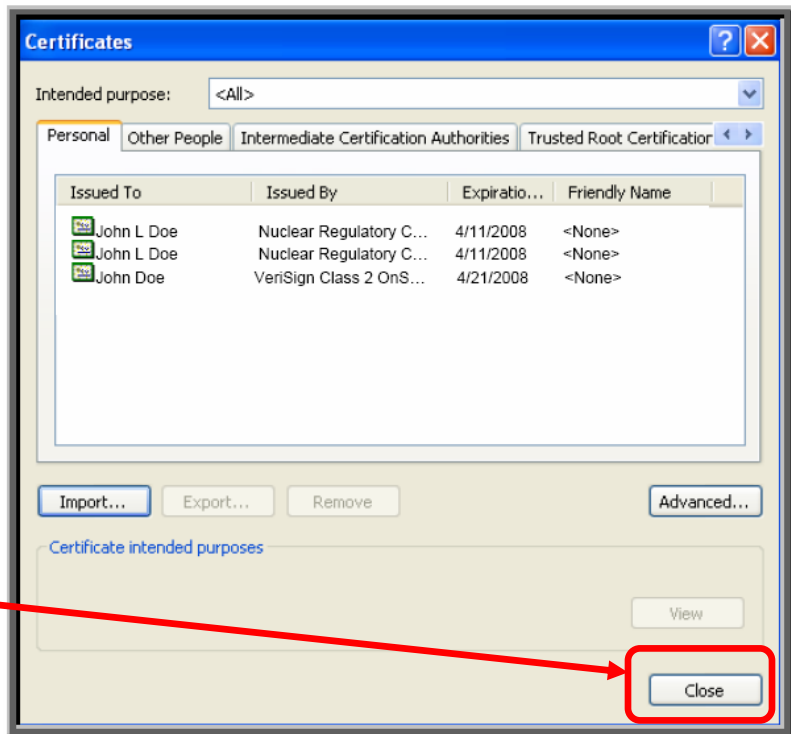 Certificates
Intended purpose: <All>
Personal Other People Intermediate Certification Authorities Trusted Root Certification
Issued To Issued By Expiratio... Friendly Name
John L Doe Nuclear Regulatory C... 4/11/2008 <None>
John L Doe Nuclear Regulatory C... 4/11/2008 <None>
John Doe VeriSign Class 2 OnS... 4/21/2008 <None>
Import... Export... Remove Advanced...
Certificate intended purposes
View
Close